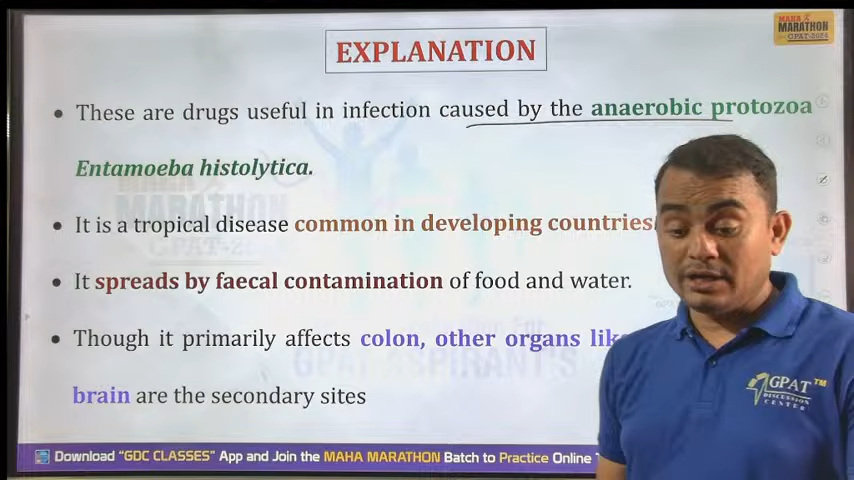 EXPLANATION
MAHA
MARATHON
GPAT-2024
• These are drugs useful in infection caused by the anaerobic protozoa
Entamoeba histolytica.
• It is a tropical disease common in developing countries
• It spreads by faecal contamination of food and water.
• Though it primarily affects colon, other organs
brain are the secondary sites
GPAT™
DISCUSSION
CENTER
Download "GDC CLASSES" App and Join the MAHA MARATHON Batch to Practice Online